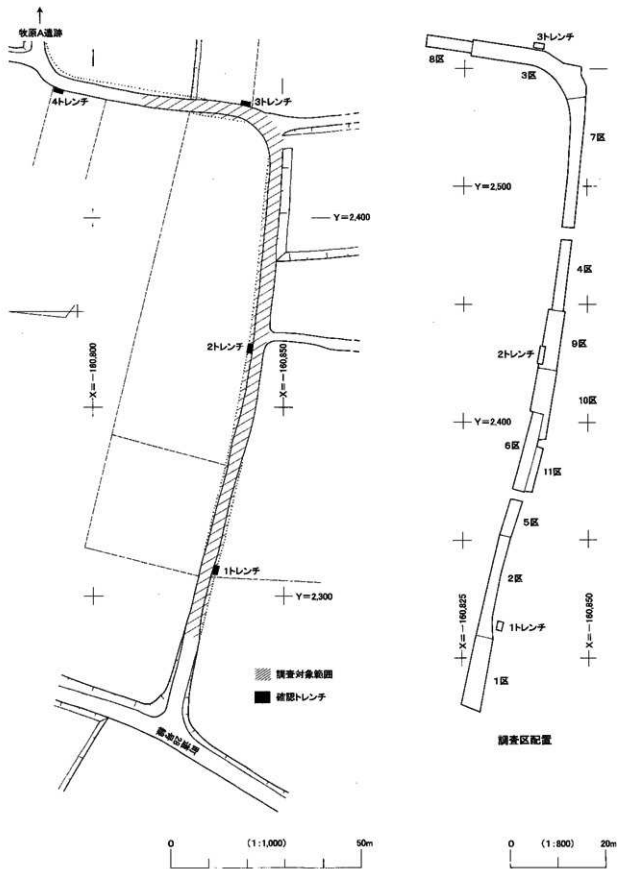 牧原A遺跡
4トレンチ
3トレンチ
Y=2,400
2トレンチ
X=-160,800
X=-160,850
1トレンチ
Y=2,300
調査対象範囲
確認トレンチ
0
(1:1,000)
50m
3トレンチ
8区
3区
7区
Y=2,500
4区
2トレンチ
9区
10区
Y=2,400
6区
11区
5区
2区
X=-160,825
X=-160,850
1トレンチ
1区
調査区配置
0
(1:800)
20m